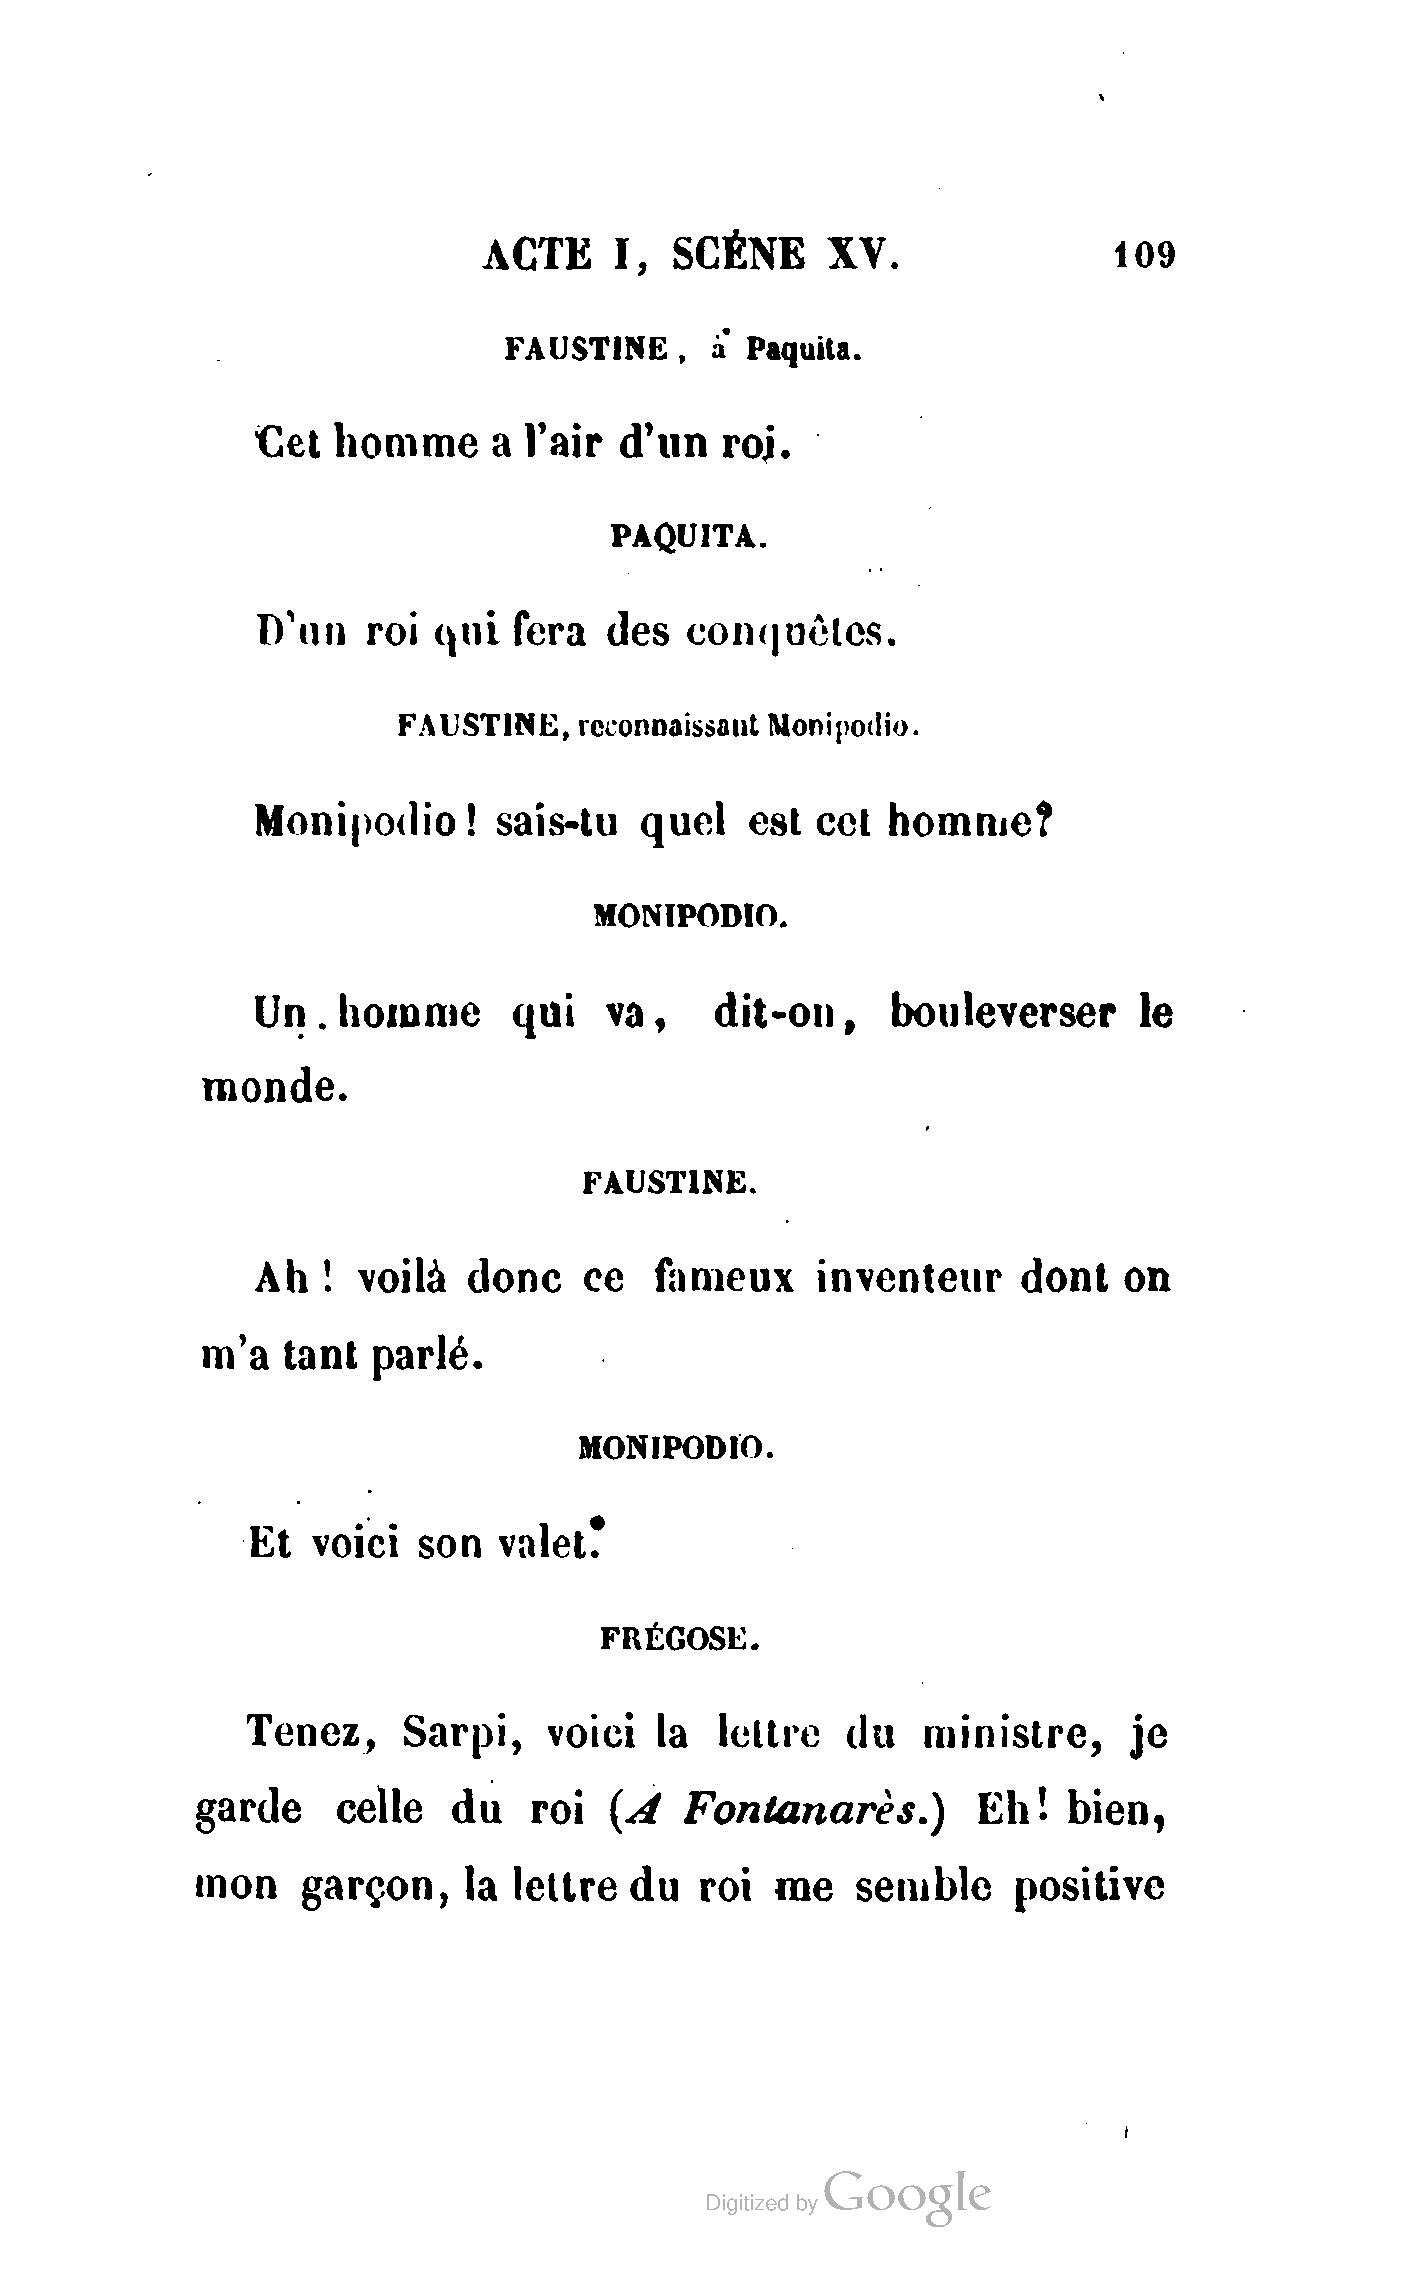 ACTE I, SCÈNE XV. 109
FAUSTINE, à Paquita.
Cet homme a l'air d'un roi.
PAQUITA.
D'un roi qui fera des conquêtes.
FAUSTINE, reconnaissant Monipodio.
Monipodio! sais-tu quel est cet homme?
MONIPODIO.
Un homme qui va, dit-on, bouleverser le
monde.
FAUSTINE.
Ah! voilà donc ce fameux inventeur dont on
m'a tant parlé.
MONIPODIO.
Et voici son valet.
FRÉGOSE.
Tenez, Sarpi, voici la lettre du ministre, je
garde celle du roi (A Fontanarès.) Eh! bien,
mon garçon, la lettre du roi me semble positive
Digitized by Google